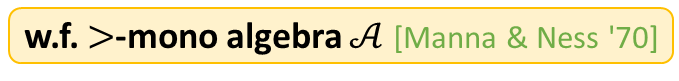 w.f. >-mono algebra 𝒜 [Manna & Ness '70]